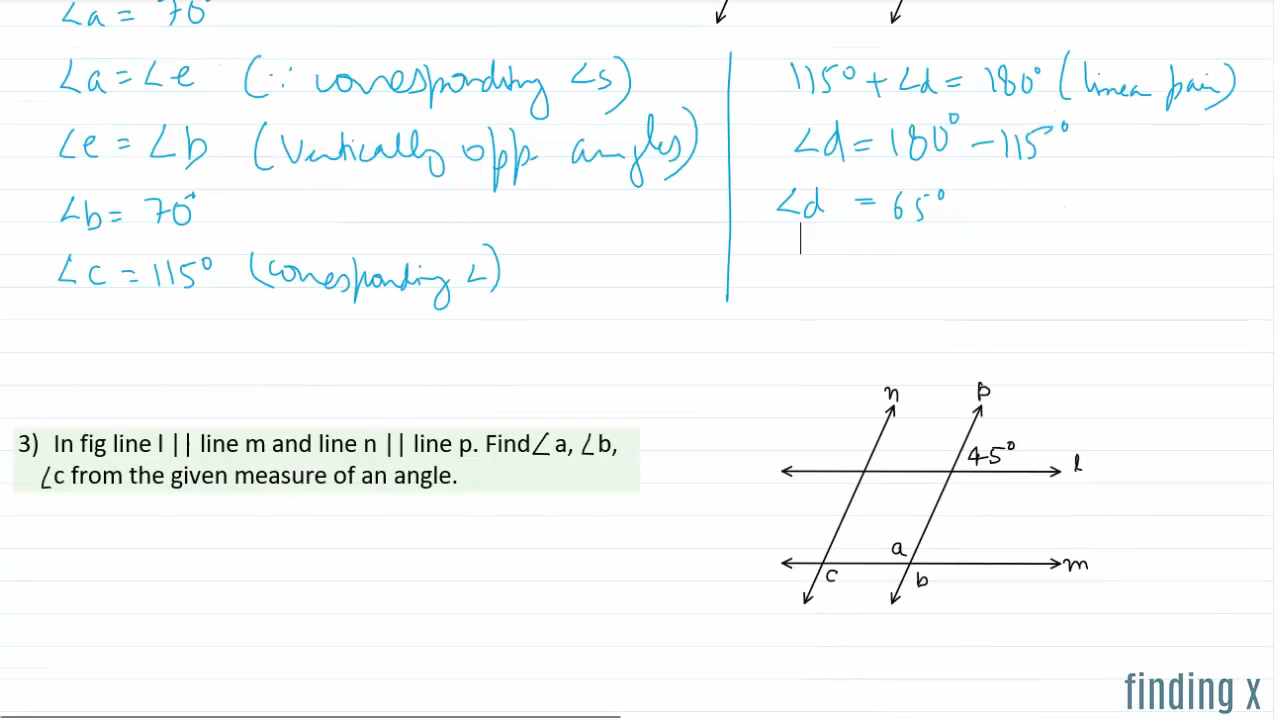 ∠a = 70°
∠a = ∠e (∵ corresponding ∠s)
∠e = ∠b (Vertically opp angles)
∠b = 70°
∠c = 115° (corresponding ∠)
115° + ∠d = 180° (linear pair)
∠d = 180° - 115°
∠d = 65°
3) In fig line l || line m and line n || line p. Find∠a, ∠b,
∠c from the given measure of an angle.
n p
45°
l
a
m
c b
finding x